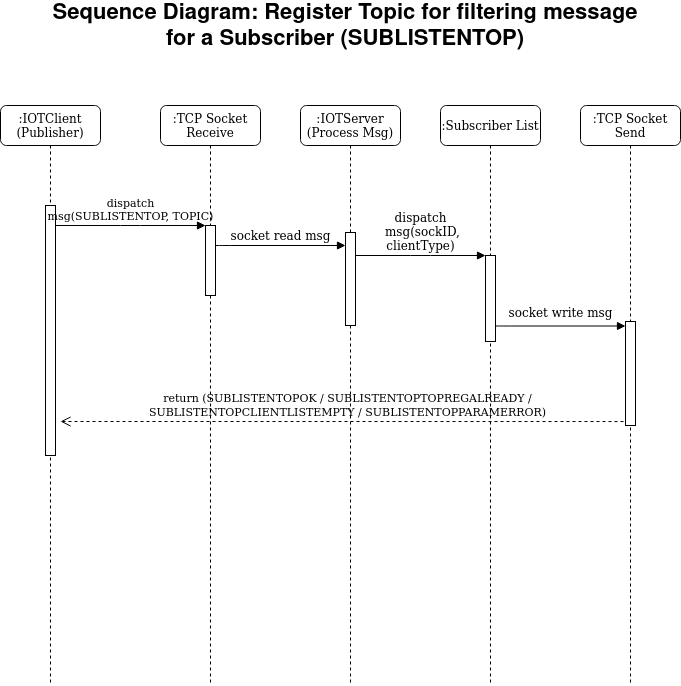 Sequence Diagram: Register Topic for filtering message
for a Subscriber (SUBLISTENTOP)
:IOTClient
(Publisher)
:TCP Socket
Receive
:IOTServer
(Process Msg)
:Subscriber List
:TCP Socket
Send
dispatch
msg(SUBLISTENTOP, TOPIC)
socket read msg
dispatch
msg(sockID,
clientType)
socket write msg
return (SUBLISTENTOPOK / SUBLISTENTOPTOPREGALREADY /
SUBLISTENTOPCLIENTLISTEMPTY / SUBLISTENTOPPARAMERROR)